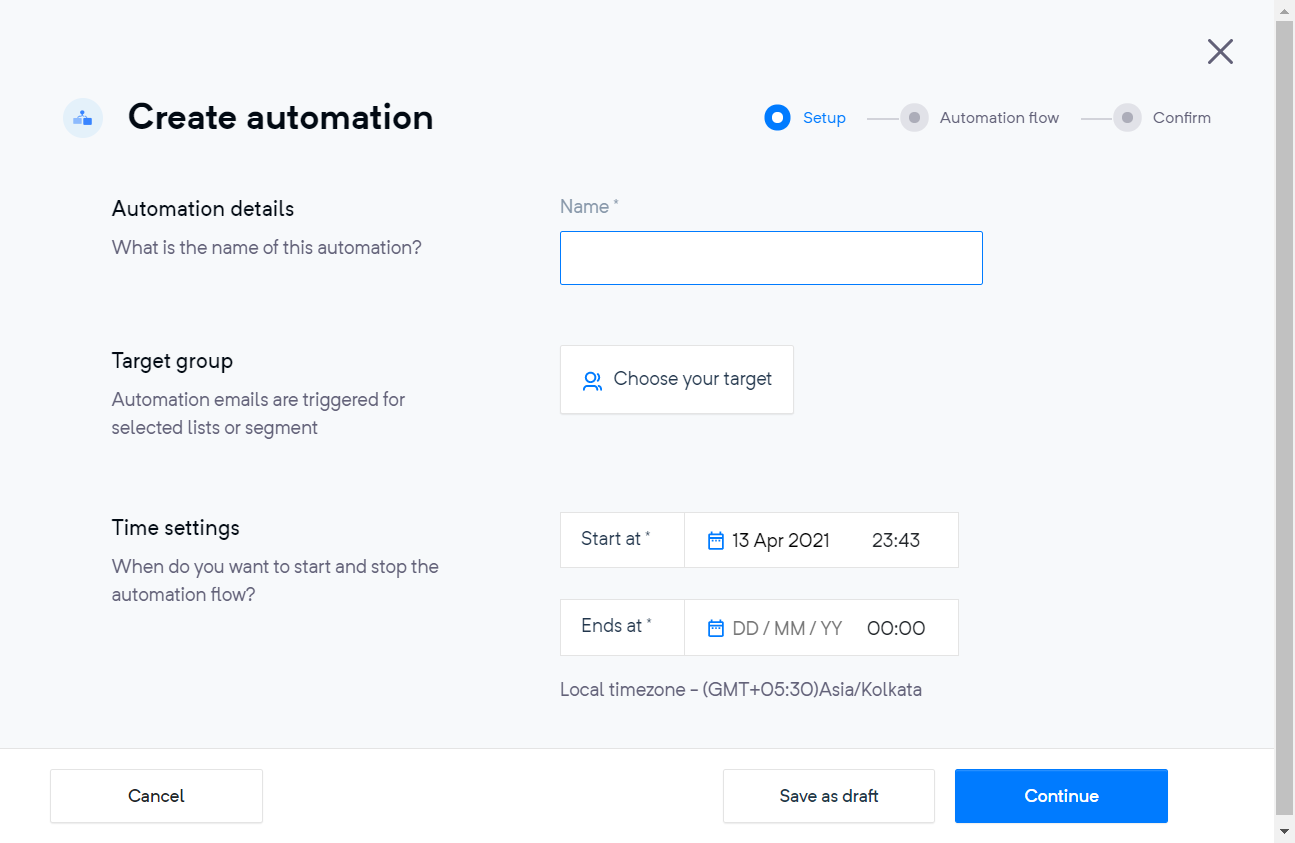 Create automation
Setup
Automation flow
Confirm
Automation details
What is the name of this automation?
Name *
Target group
Automation emails are triggered for
selected lists or segment
Choose your target
Time settings
When do you want to start and stop the
automation flow?
Start at * 13 Apr 2021 23:43
Ends at * DD / MM / YY 00:00
Local timezone - (GMT+05:30)Asia/Kolkata
Cancel
Save as draft
Continue